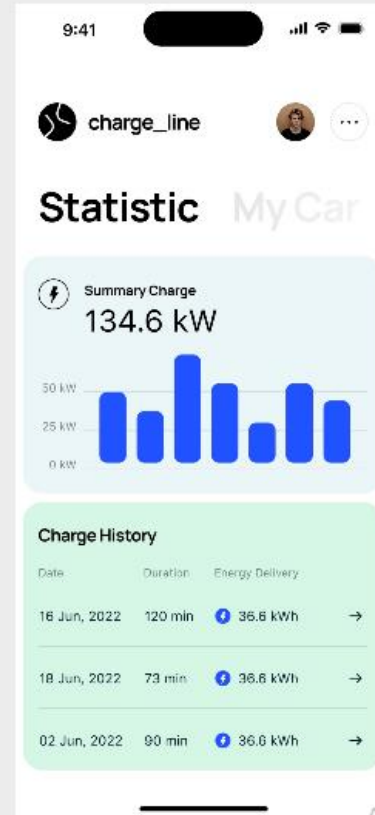 9:41
charge_line
Statistic My Car
Summary Charge
134.6 kW
50 kW
25 kW
0 kW
Charge History
Date Duration Energy Delivery
16 Jun, 2022 120 min 36.6 kWh →
18 Jun, 2022 73 min 36.6 kWh →
02 Jun, 2022 90 min 36.6 kWh →